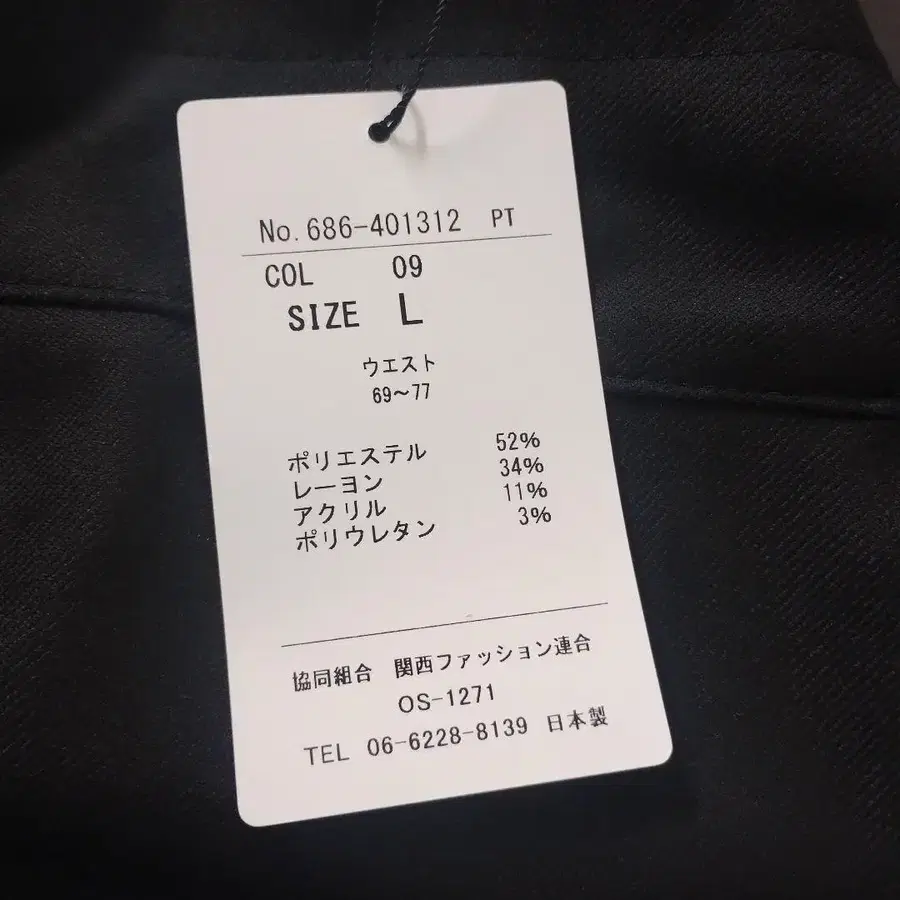 No. 686-401312 PT
COL 09
SIZE L
ウエスト
69～77
ポリエステル 52%
レーヨン 34%
アクリル 11%
ポリウレタン 3%
協同組合 関西ファッション連合
OS-1271
TEL 06-6228-8139 日本製